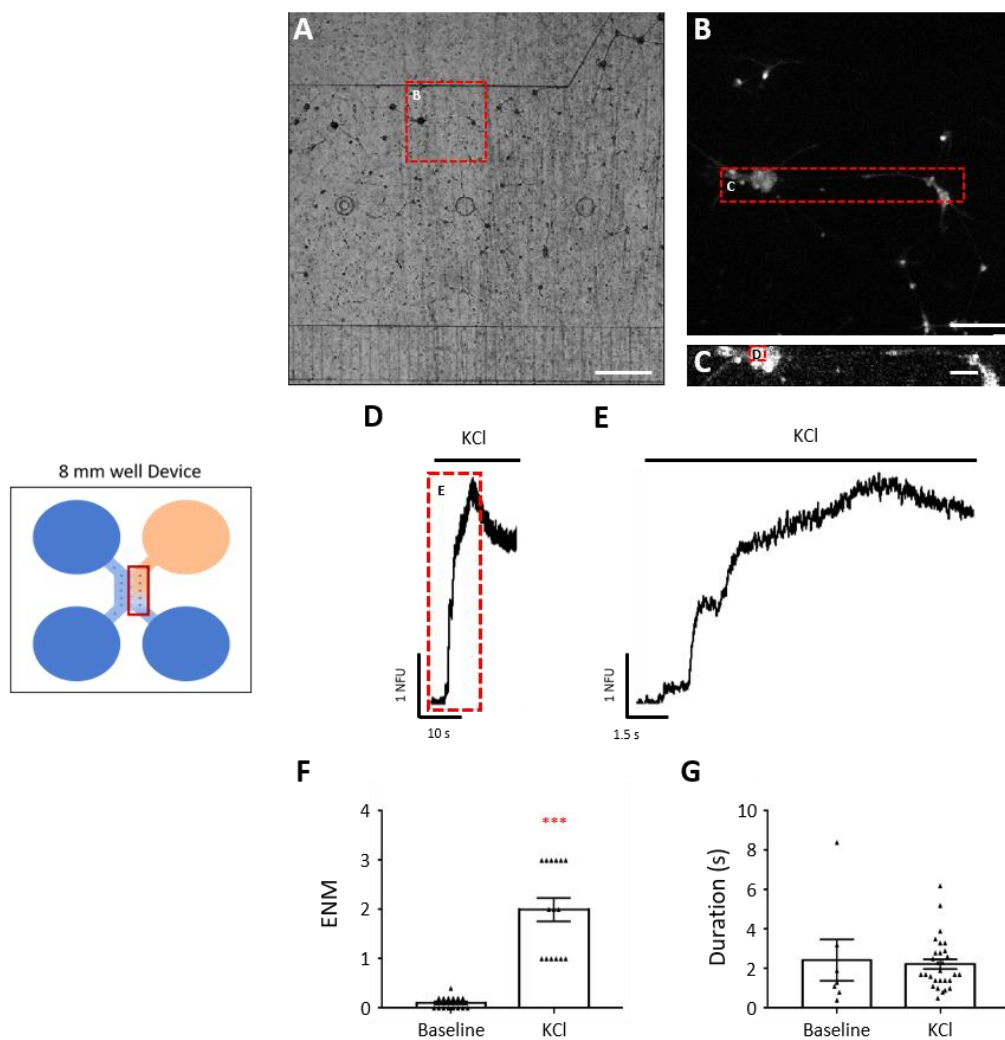 A
B
B
C
C
D
D
KCl
E
KCl
8 mm well Device
E
1 NFU
10 s
1 NFU
1.5 s
F
G
ENM
4
3
2
1
0
***
Baseline
KCl
Duration (s)
10
8
6
4
2
0
Baseline
KCl